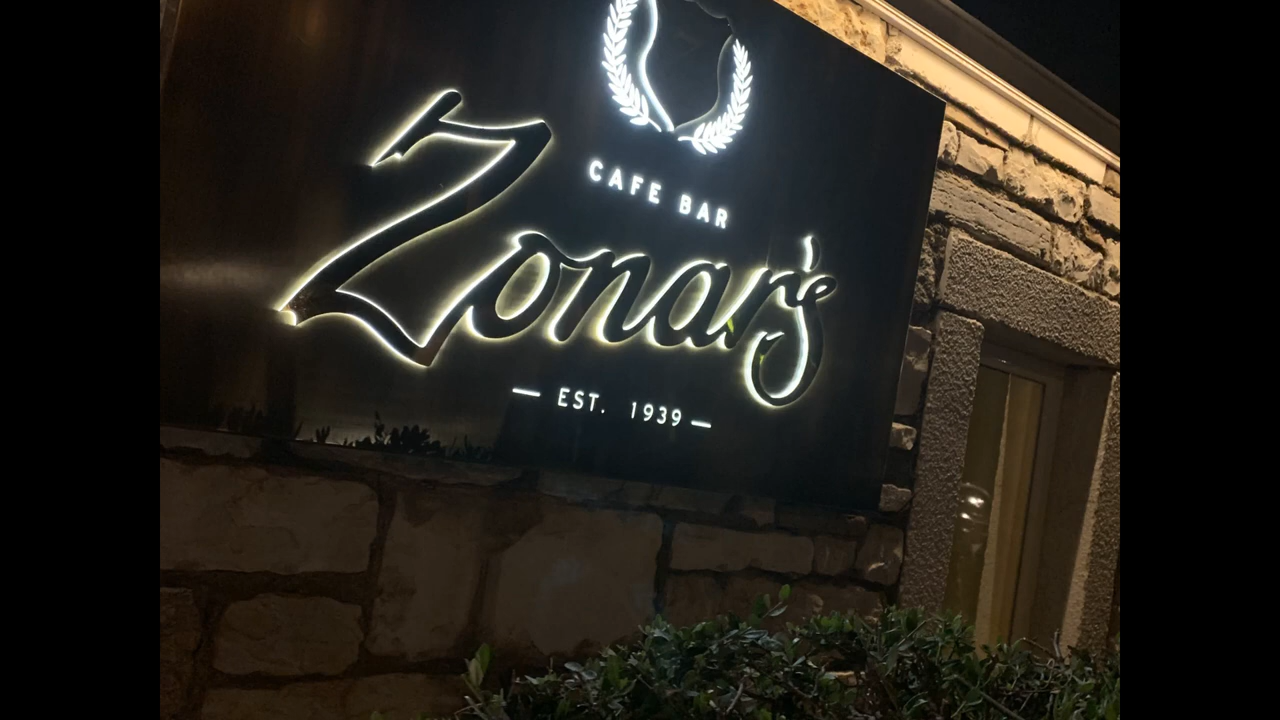 CAFE BAR
Zonar's
— EST. 1939 —